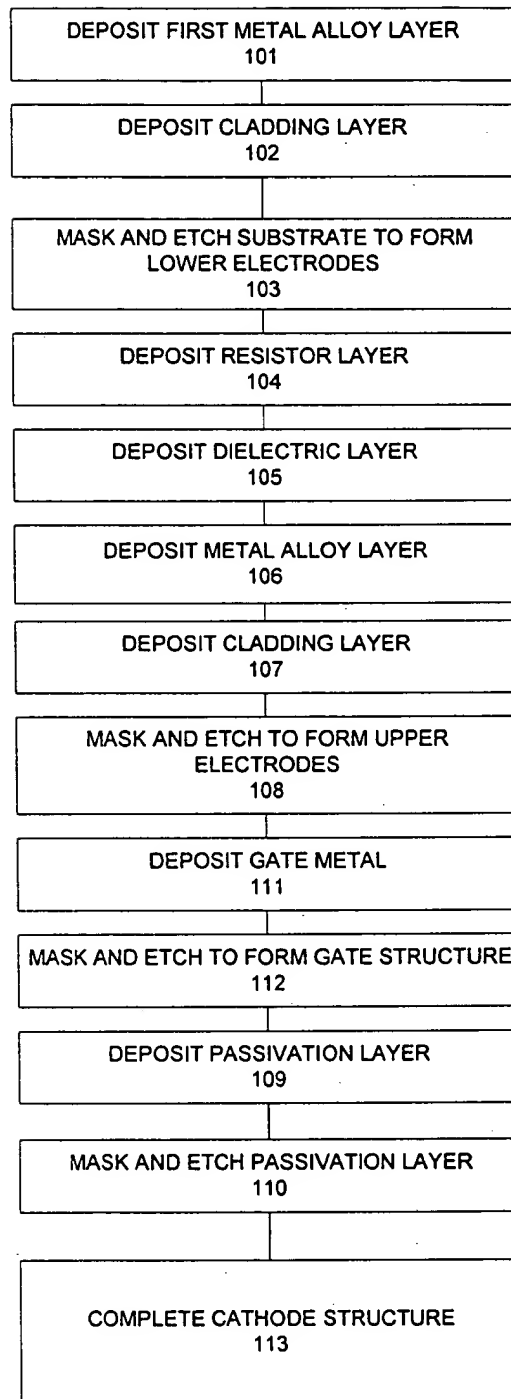 DEPOSIT FIRST METAL ALLOY LAYER
101
DEPOSIT CLADDING LAYER
102
MASK AND ETCH SUBSTRATE TO FORM
LOWER ELECTRODES
103
DEPOSIT RESISTOR LAYER
104
DEPOSIT DIELECTRIC LAYER
105
DEPOSIT METAL ALLOY LAYER
106
DEPOSIT CLADDING LAYER
107
MASK AND ETCH TO FORM UPPER
ELECTRODES
108
DEPOSIT GATE METAL
111
MASK AND ETCH TO FORM GATE STRUCTURE
112
DEPOSIT PASSIVATION LAYER
109
MASK AND ETCH PASSIVATION LAYER
110
COMPLETE CATHODE STRUCTURE
113